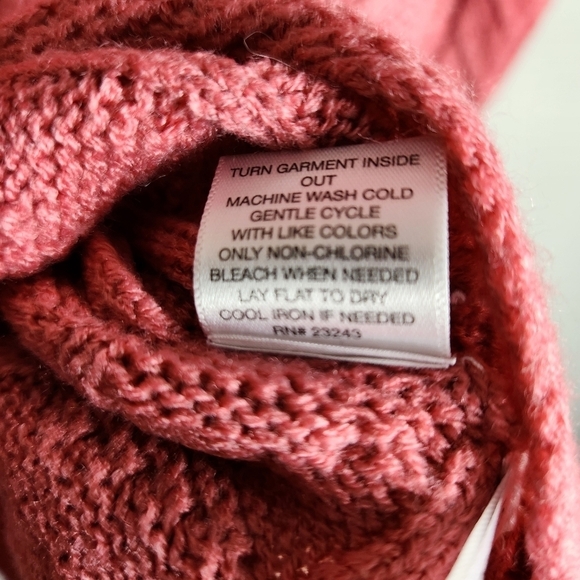 TURN GARMENT INSIDE
OUT
MACHINE WASH COLD
GENTLE CYCLE
WITH LIKE COLORS
ONLY NON-CHLORINE
BLEACH WHEN NEEDED
LAY FLAT TO DRY
COOL IRON IF NEEDED
RN# 23243